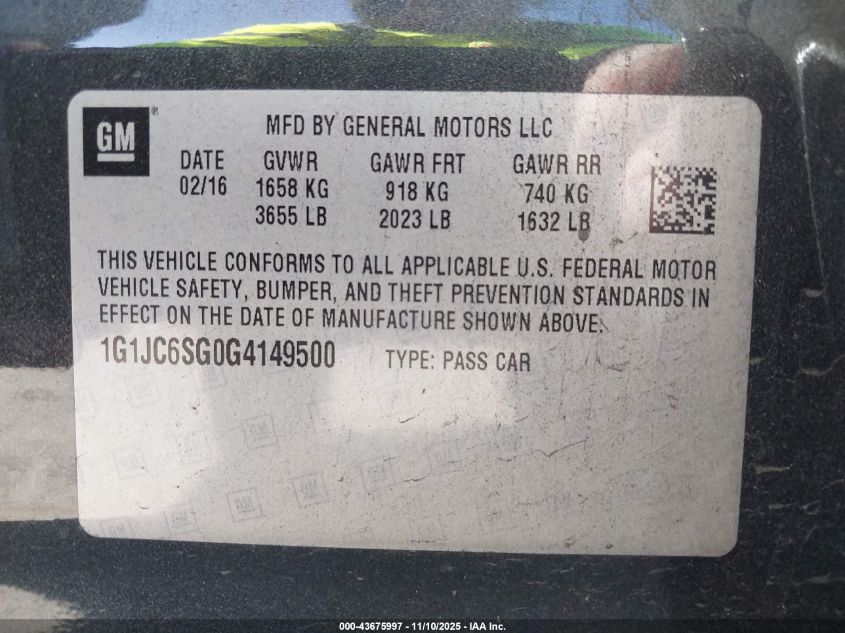 GM ®
MFD BY GENERAL MOTORS LLC
DATE GVWR GAWR FRT GAWR RR
02/16 1658 KG 918 KG 740 KG
3655 LB 2023 LB 1632 LB
THIS VEHICLE CONFORMS TO ALL APPLICABLE U.S. FEDERAL MOTOR
VEHICLE SAFETY, BUMPER, AND THEFT PREVENTION STANDARDS IN
EFFECT ON THE DATE OF MANUFACTURE SHOWN ABOVE.
1G1JC6SG0G4149500 TYPE: PASS CAR
000-43675997 - 11/10/2025 - IAA Inc.